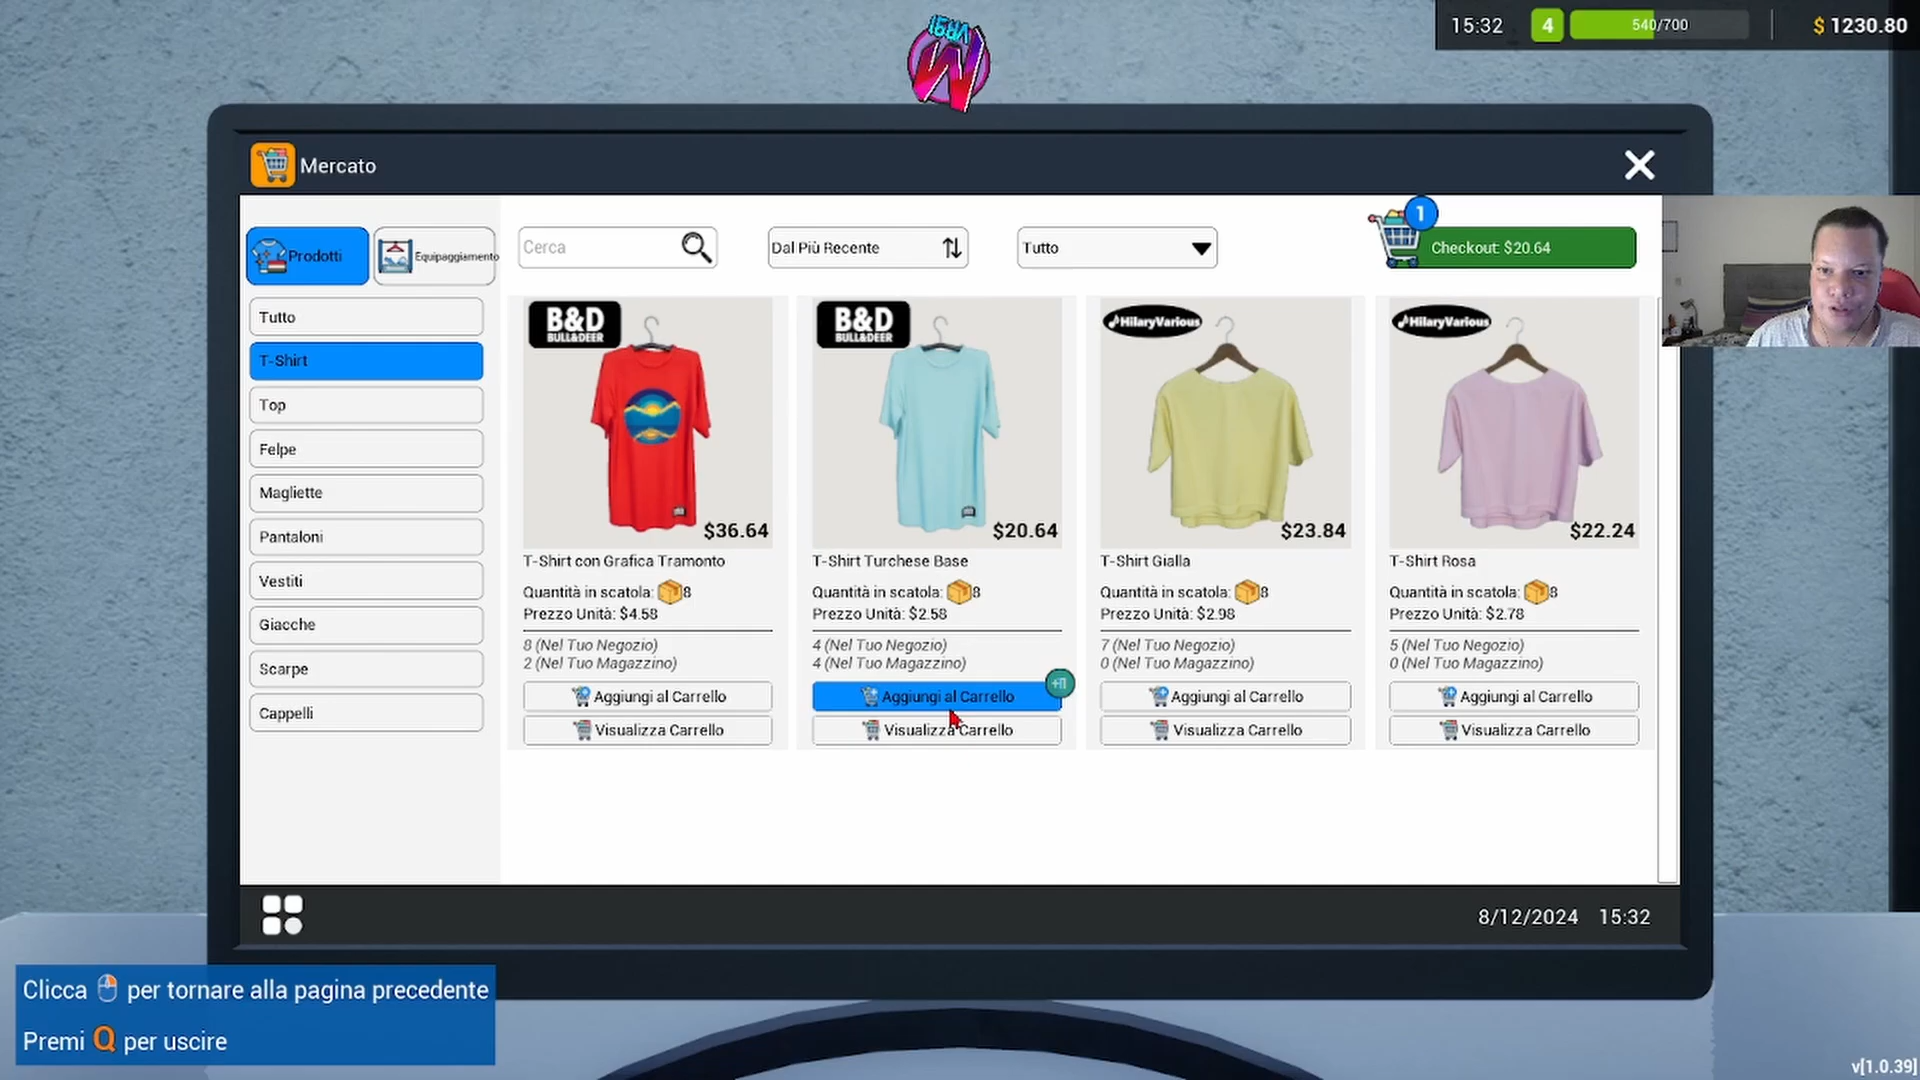 15:32
4
540/700
$ 1230.80
Mercato
1
Prodotti
Equipaggiamento
Cerca
Dal Più Recente
Tutto
Checkout: $20.64
Tutto
T-Shirt
Top
Felpe
Magliette
Pantaloni
Vestiti
Giacche
Scarpe
Cappelli
B&D
BULL&DEER
$36.64
T-Shirt con Grafica Tramonto
Quantità in scatola: 8
Prezzo Unità: $4.58
8 (Nel Tuo Negozio)
2 (Nel Tuo Magazzino)
Aggiungi al Carrello
Visualizza Carrello
B&D
BULL&DEER
$20.64
T-Shirt Turchese Base
Quantità in scatola: 8
Prezzo Unità: $2.58
4 (Nel Tuo Negozio)
4 (Nel Tuo Magazzino)
Aggiungi al Carrello
Visualizza Carrello
HilaryVarious
$23.84
T-Shirt Gialla
Quantità in scatola: 8
Prezzo Unità: $2.98
7 (Nel Tuo Negozio)
0 (Nel Tuo Magazzino)
Aggiungi al Carrello
Visualizza Carrello
HilaryVarious
$22.24
T-Shirt Rosa
Quantità in scatola: 8
Prezzo Unità: $2.78
5 (Nel Tuo Negozio)
0 (Nel Tuo Magazzino)
Aggiungi al Carrello
Visualizza Carrello
8/12/2024 15:32
Clicca per tornare alla pagina precedente
Premi Q per uscire
v[1.0.39]